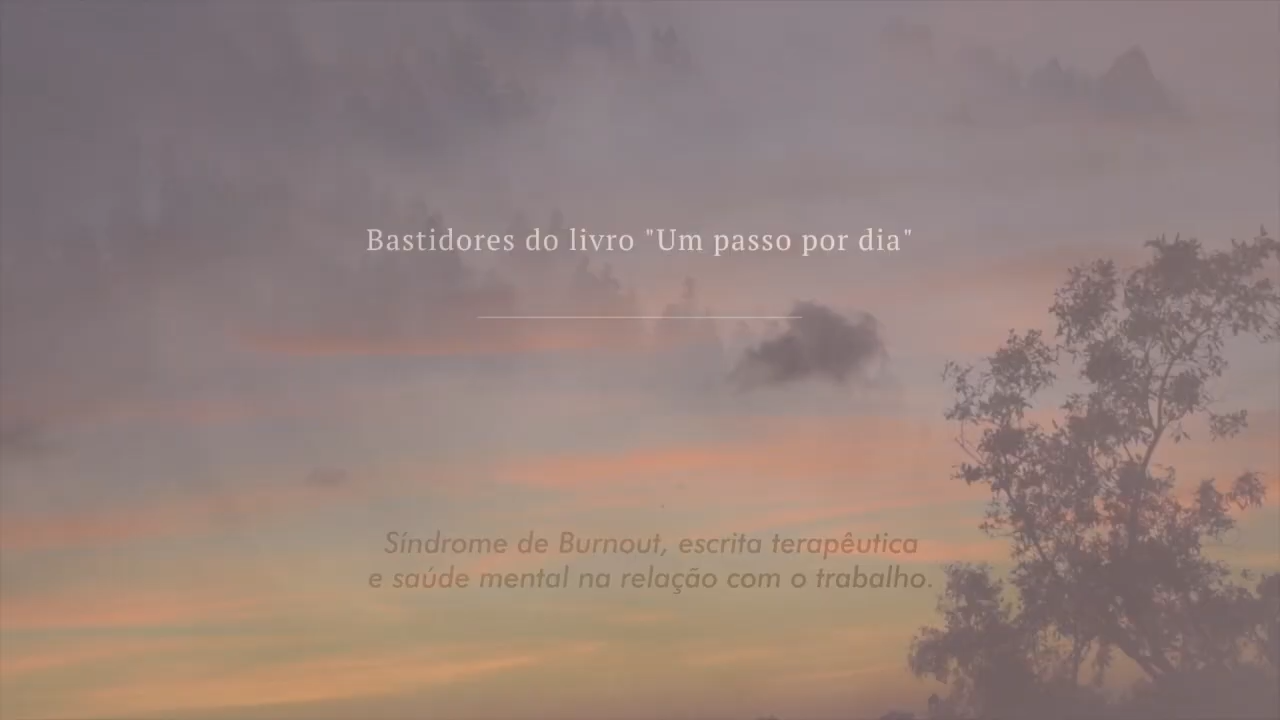 Bastidores do livro "Um passo por dia"
Síndrome de Burnout, escrita terapêutica
e saúde mental na relação com o trabalho.